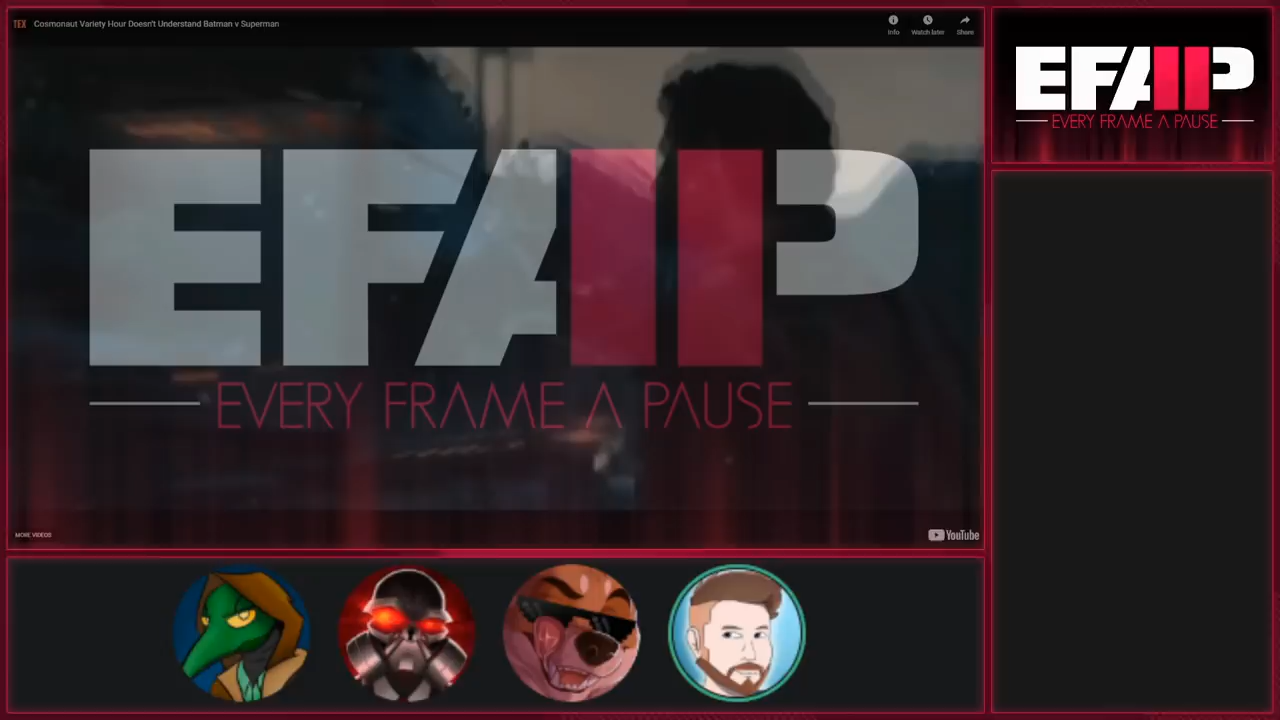 TEX Cosmonaut Variety Hour Doesn't Understand Batman v Superman
Info
Watch later
Share
EFAP
EVERY FRAME A PAUSE
MORE VIDEOS
YouTube
EFAP
EVERY FRAME A PAUSE